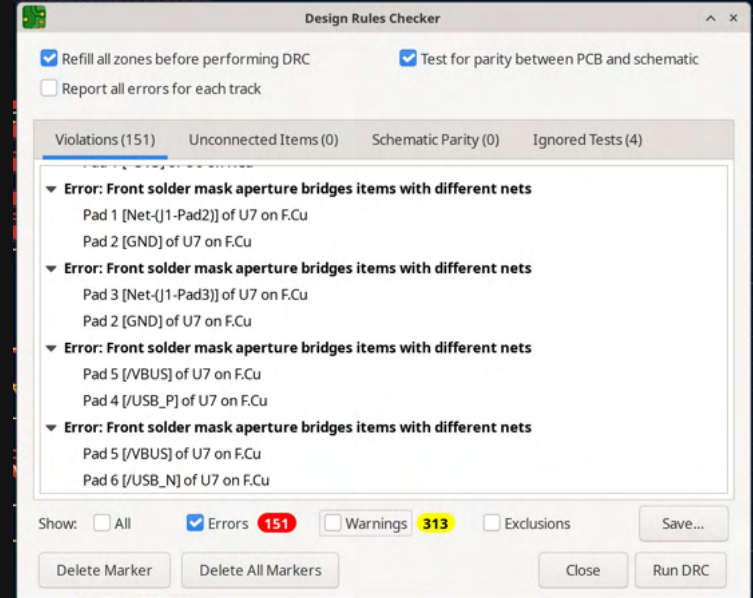 Design Rules Checker
Refill all zones before performing DRC
Test for parity between PCB and schematic
Report all errors for each track
Violations (151)
Unconnected Items (0)
Schematic Parity (0)
Ignored Tests (4)
Error: Front solder mask aperture bridges items with different nets
Pad 1 [Net-(J1-Pad2)] of U7 on F.Cu
Pad 2 [GND] of U7 on F.Cu
Error: Front solder mask aperture bridges items with different nets
Pad 3 [Net-(J1-Pad3)] of U7 on F.Cu
Pad 2 [GND] of U7 on F.Cu
Error: Front solder mask aperture bridges items with different nets
Pad 5 [/VBUS] of U7 on F.Cu
Pad 4 [/USB_P] of U7 on F.Cu
Error: Front solder mask aperture bridges items with different nets
Pad 5 [/VBUS] of U7 on F.Cu
Pad 6 [/USB_N] of U7 on F.Cu
Show: All Errors 151 Warnings 313 Exclusions Save...
Delete Marker Delete All Markers Close Run DRC